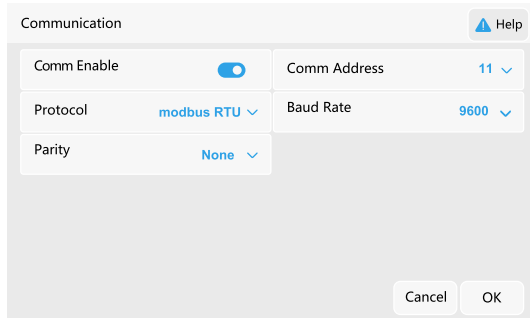 Communication
Help
Comm Enable
Comm Address
11
Protocol
modbus RTU
Baud Rate
9600
Parity
None
Cancel
OK